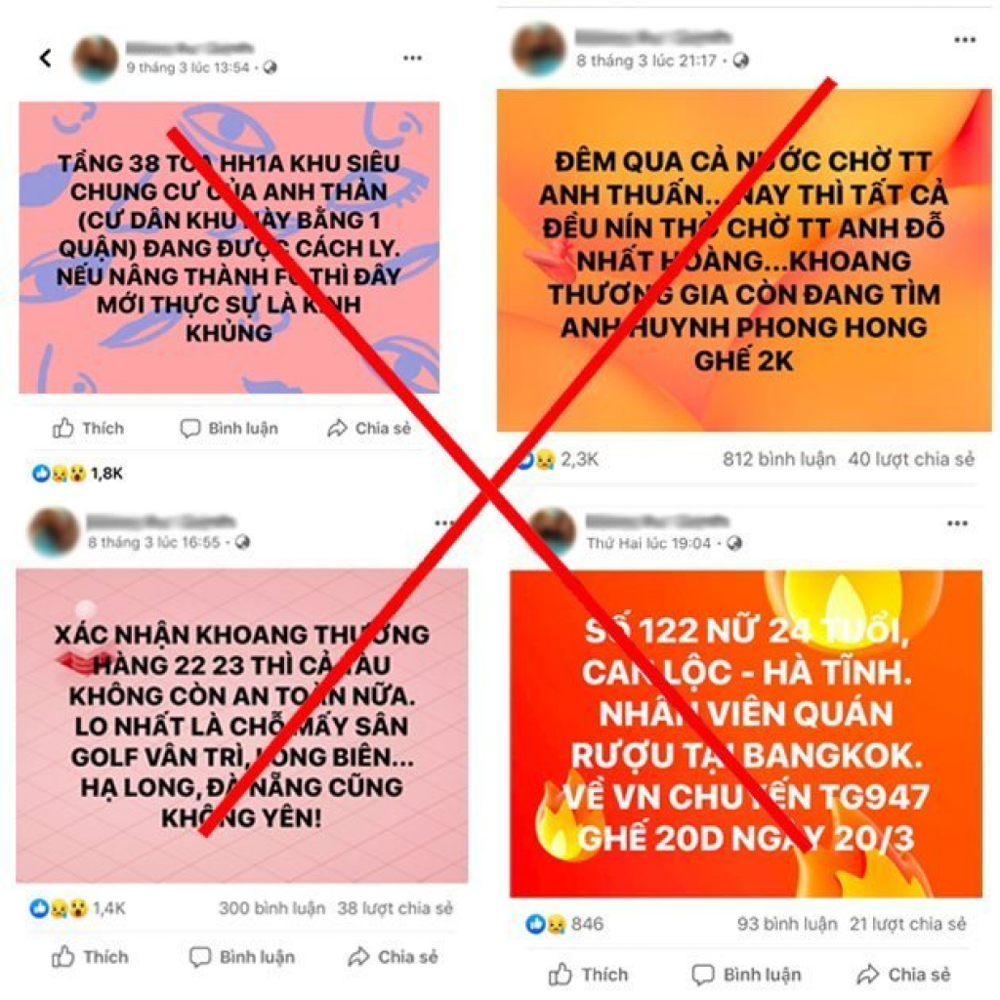 9 tháng 3 lúc 13:54
TẦNG 38 TÒA HH1A KHU SIÊU
CHUNG CƯ CỦA ANH THẢN
(CƯ DÂN KHU NÀY BẰNG 1
QUẬN) ĐANG ĐƯỢC CÁCH LY.
NẾU NÂNG THÀNH F0 THÌ ĐÂY
MỚI THỰC SỰ LÀ KINH
KHỦNG
Thích Bình luận Chia sẻ
1,8K
8 tháng 3 lúc 21:17
ĐÊM QUA CẢ NƯỚC CHỜ TT
ANH THUẤN... NAY THÌ TẤT CẢ
ĐỀU NÍN THỞ CHỜ TT ANH ĐỖ
NHẤT HOÀNG...KHOANG
THƯƠNG GIA CÒN ĐANG TÌM
ANH HUYNH PHONG HONG
GHẾ 2K
2,3K 812 bình luận 40 lượt chia sẻ
8 tháng 3 lúc 16:55
XÁC NHẬN KHOANG THƯƠNG
HÀNG 22 23 THÌ CẢ TÀU
KHÔNG CÒN AN TOÀN NỮA.
LO NHẤT LÀ CHỖ MẤY SÂN
GOLF VÂN TRÌ, LONG BIÊN...
HẠ LONG, ĐÀ NẴNG CŨNG
KHÔNG YÊN!
1,4K 300 bình luận 38 lượt chia sẻ
Thích Bình luận Chia sẻ
Thứ Hai lúc 19:04
SỐ 122 NỮ 24 TUỔI,
CAN LỘC - HÀ TĨNH.
NHÂN VIÊN QUÁN
RƯỢU TẠI BANGKOK.
VỀ VN CHUYẾN TG947
GHẾ 20D NGÀY 20/3
846 93 bình luận 21 lượt chia sẻ
Thích Bình luận Chia sẻ